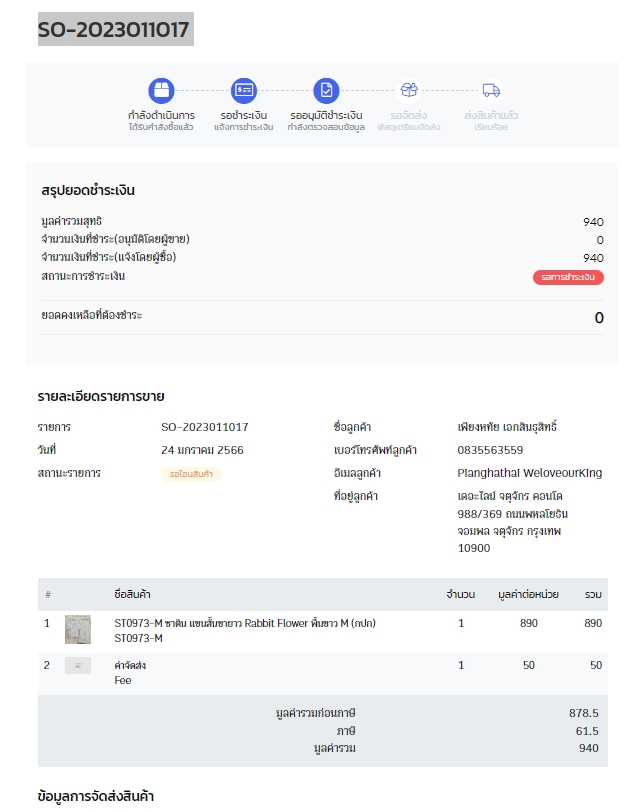 SO-2023011017
กำลังดำเนินการ
ได้รับคำสั่งซื้อแล้ว
รอชำระเงิน
แจ้งการชำระเงิน
รออนุมัติชำระเงิน
กำลังตรวจสอบข้อมูล
รอจัดส่ง
พัสดุเตรียมจัดส่ง
ส่งสินค้าแล้ว
เรียบร้อย
สรุปยอดชำระเงิน
มูลค่ารวมสุทธิ 940
จำนวนเงินที่ชำระ(อนุมัติโดยผู้ขาย) 0
จำนวนเงินที่ชำระ(แจ้งโดยผู้ซื้อ) 940
สถานะการชำระเงิน รอการชำระเงิน
ยอดคงเหลือที่ต้องชำระ 0
รายละเอียดรายการขาย
รายการ SO-2023011017
วันที่ 24 มกราคม 2566
สถานะรายการ รอโอนสินค้า
ชื่อลูกค้า เพียงหทัย เอกสินธุสิทธิ์
เบอร์โทรศัพท์ลูกค้า 0835563559
อีเมลลูกค้า Pianghathai WeloveourKing
ที่อยู่ลูกค้า เดอะไลน์ จตุจักร คอนโด
988/369 ถนนพหลโยธิน
จอมพล จตุจักร กรุงเทพ
10900
# ชื่อสินค้า จำนวน มูลค่าต่อหน่วย รวม
1 ST0973-M ซาติน แขนสั้นขายาว Rabbit Flower พื้นขาว M (กปก) 1 890 890
ST0973-M
2 ค่าจัดส่ง 1 50 50
Fee
มูลค่ารวมก่อนภาษี 878.5
ภาษี 61.5
มูลค่ารวม 940
ข้อมูลการจัดส่งสินค้า